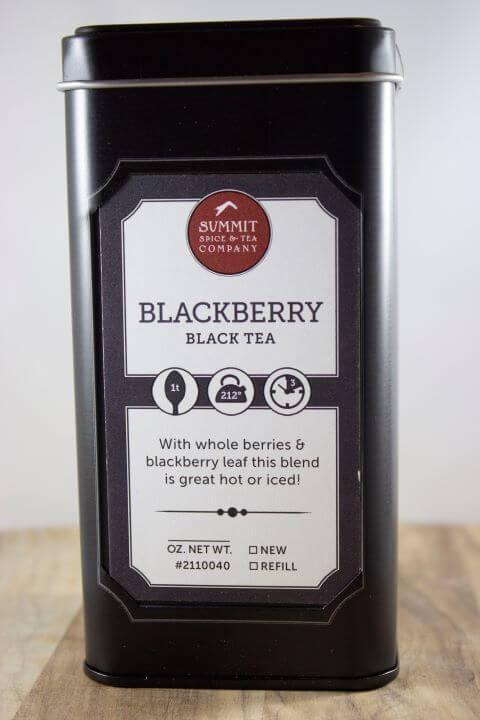 SUMMIT
SPICE & TEA
COMPANY
BLACKBERRY
BLACK TEA
1t 212° 3
With whole berries &
blackberry leaf this blend
is great hot or iced!
OZ. NET WT. ☐ NEW
#2110040 ☐ REFILL